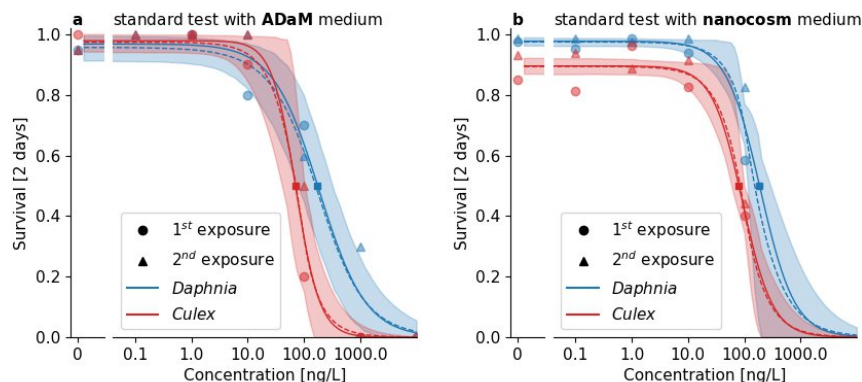 a standard test with ADaM medium
Survival [2 days]
1.0
0.8
0.6
0.4
0.2
0.0
1st exposure
2nd exposure
Daphnia
Culex
0 0.1 1.0 10.0 100.0 1000.0
Concentration [ng/L]
b standard test with nanocosm medium
Survival [2 days]
1.0
0.8
0.6
0.4
0.2
0.0
1st exposure
2nd exposure
Daphnia
Culex
0 0.1 1.0 10.0 100.0 1000.0
Concentration [ng/L]